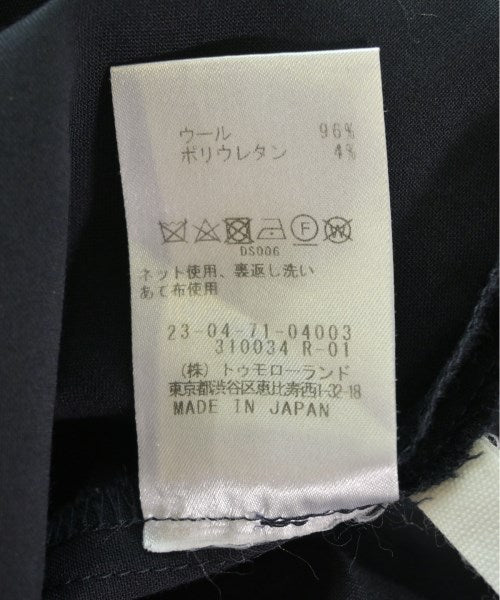 ウール 96%
ポリウレタン 4%
F W
DS006
ネット使用、裏返し洗い
あて布使用
23-04-71-04003
310034 R-01
(株) トゥモローランド
東京都渋谷区恵比寿西1-32-18
MADE IN JAPAN